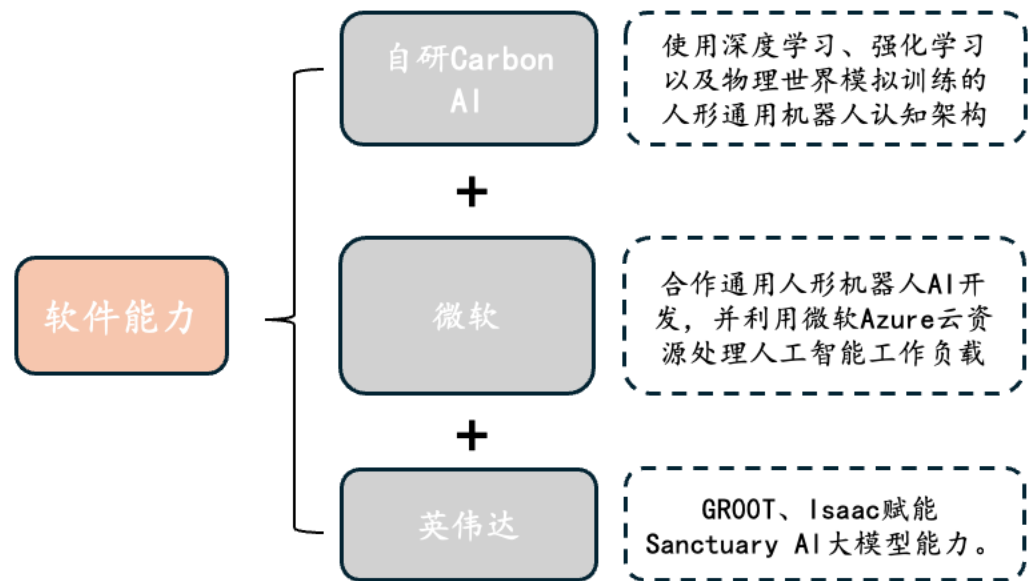 自研Carbon
AI
使用深度学习、强化学习
以及物理世界模拟训练的
人形通用机器人认知架构
+
软件能力
微软
合作通用人形机器人AI开
发，并利用微软Azure云资
源处理人工智能工作负载
+
英伟达
GROOT、Isaac赋能
Sanctuary AI大模型能力。